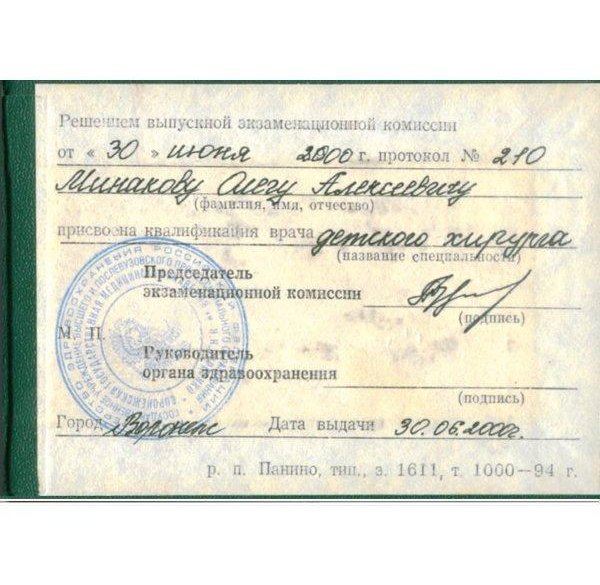 Решением выпускной экзаменационной комиссии
от « 30 » июня 2000 г. протокол № 210
Минакову Олегу Алексеевичу
(фамилия, имя, отчество)
присвоена квалификация врача детского хирурга
(название специальности)
Председатель
экзаменационной комиссии
(подпись)
М. П.
Руководитель
органа здравоохранения
(подпись)
Город Воронеж Дата выдачи 30.06.2000г.
р. п. Панино, тип., з. 1611, т. 1000—94 г.